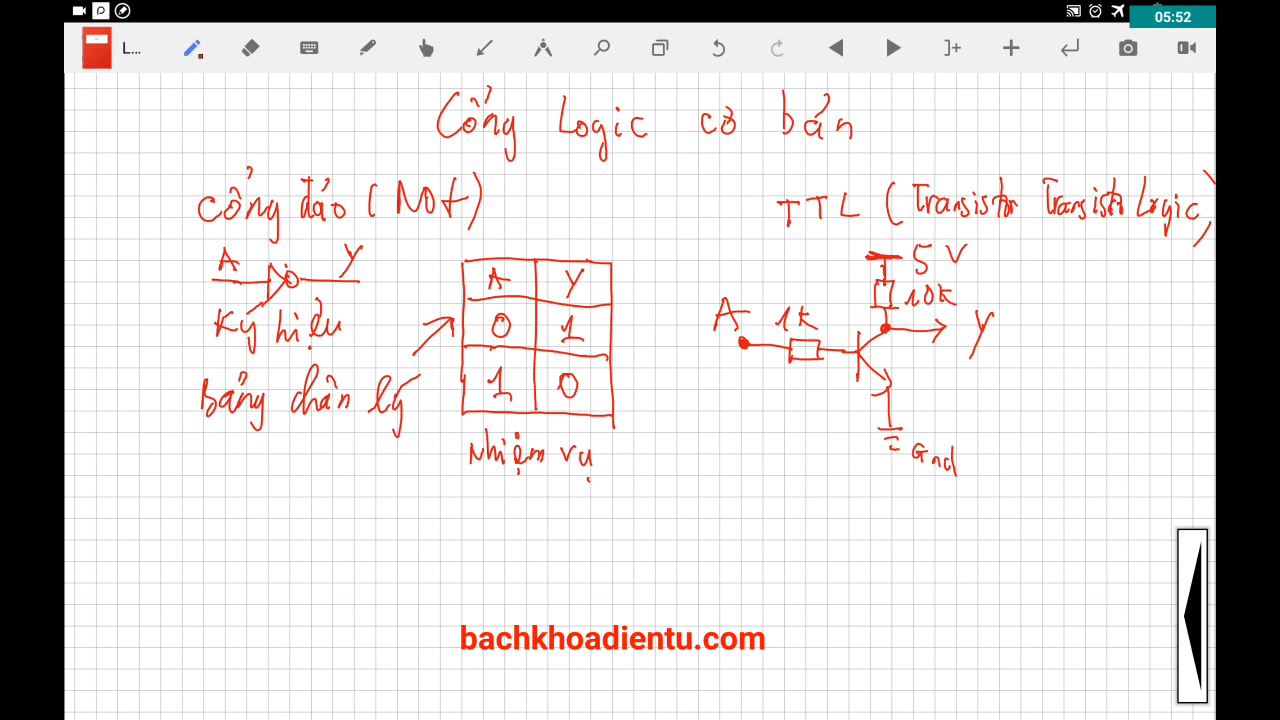 05:52
L...
Cổng Logic cơ bản
Cổng đảo (Not)
TTL (Transistor Transistor Logic)
A Y
Ký hiệu
Bảng chân lý
A Y
0 1
1 0
Nhiệm vụ
5 V
10k
A 1k Y
Gnd
bachkhoadientu.com